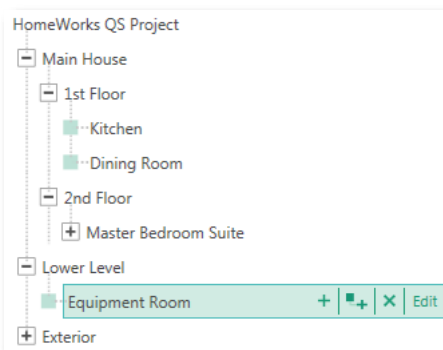 HomeWorks QS Project
Main House
1st Floor
Kitchen
Dining Room
2nd Floor
Master Bedroom Suite
Lower Level
Equipment Room Edit
Exterior